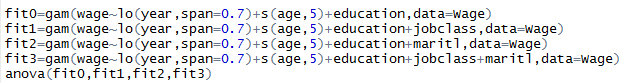 fit0=gam(wage~lo(year,span=0.7)+s(age,5)+education,data=Wage)
fit1=gam(wage~lo(year,span=0.7)+s(age,5)+education+jobclass,data=Wage)
fit2=gam(wage~lo(year,span=0.7)+s(age,5)+education+maritl,data=Wage)
fit3=gam(wage~lo(year,span=0.7)+s(age,5)+education+jobclass+maritl,data=Wage)
anova(fit0,fit1,fit2,fit3)